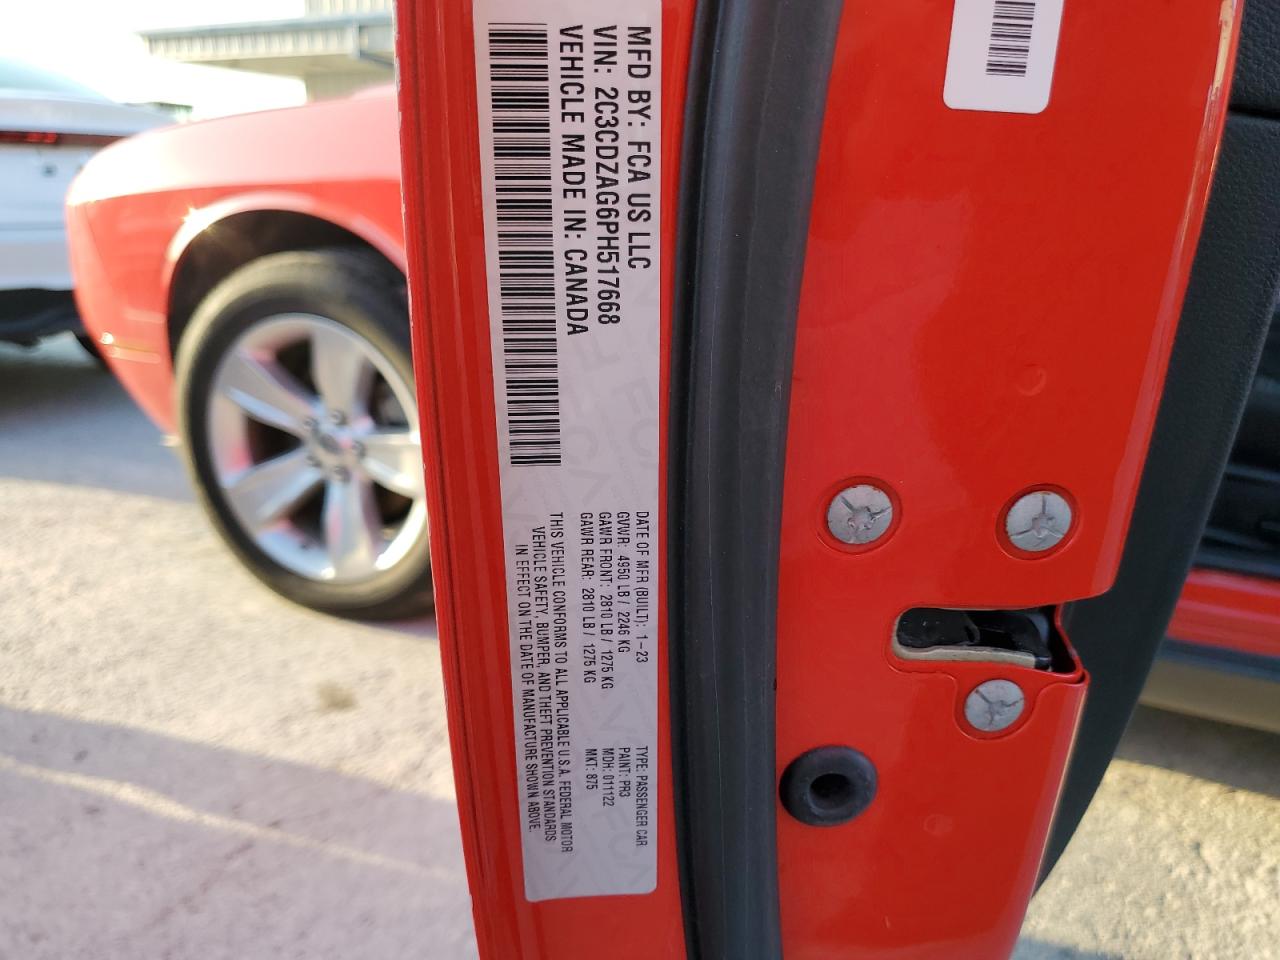 MFD BY: FCA US LLC
VIN: 2C3CDZAG6PH517668
VEHICLE MADE IN: CANADA
DATE OF MFR (BUILT): 1-23
GVWR: 4950 LB / 2246 KG
GAWR FRONT: 2810 LB / 1275 KG
GAWR REAR: 2810 LB / 1275 KG
THIS VEHICLE CONFORMS TO ALL APPLICABLE U.S.A. FEDERAL MOTOR
VEHICLE SAFETY, BUMPER, AND THEFT PREVENTION STANDARDS
IN EFFECT ON THE DATE OF MANUFACTURE SHOWN ABOVE.
TYPE: PASSENGER CAR
PAINT: PR3
MDH: 011122
MKT: 875